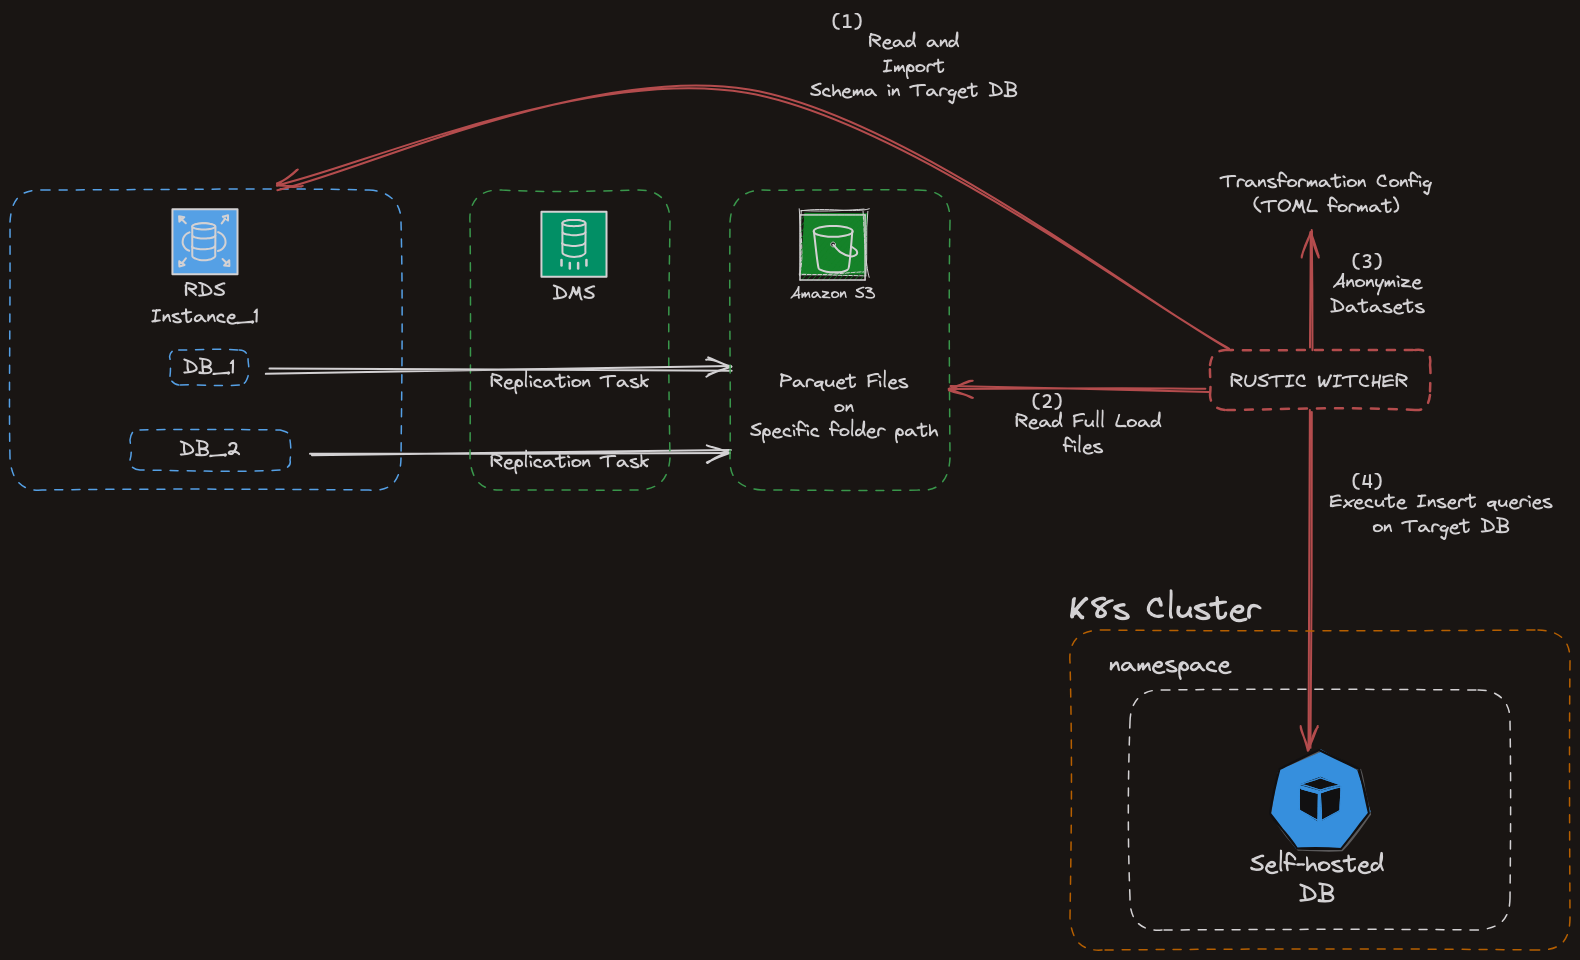 (1)
Read and
Import
Schema in Target DB
RDS
Instance_1
DB_1
DB_2
DMS
Replication Task
Replication Task
Amazon S3
Parquet Files
on
Specific folder path
(2)
Read Full Load
files
Transformation Config
(TOML format)
(3)
Anonymize
Datasets
RUSTIC WITCHER
(4)
Execute Insert queries
on Target DB
K8s Cluster
namespace
Self-hosted
DB